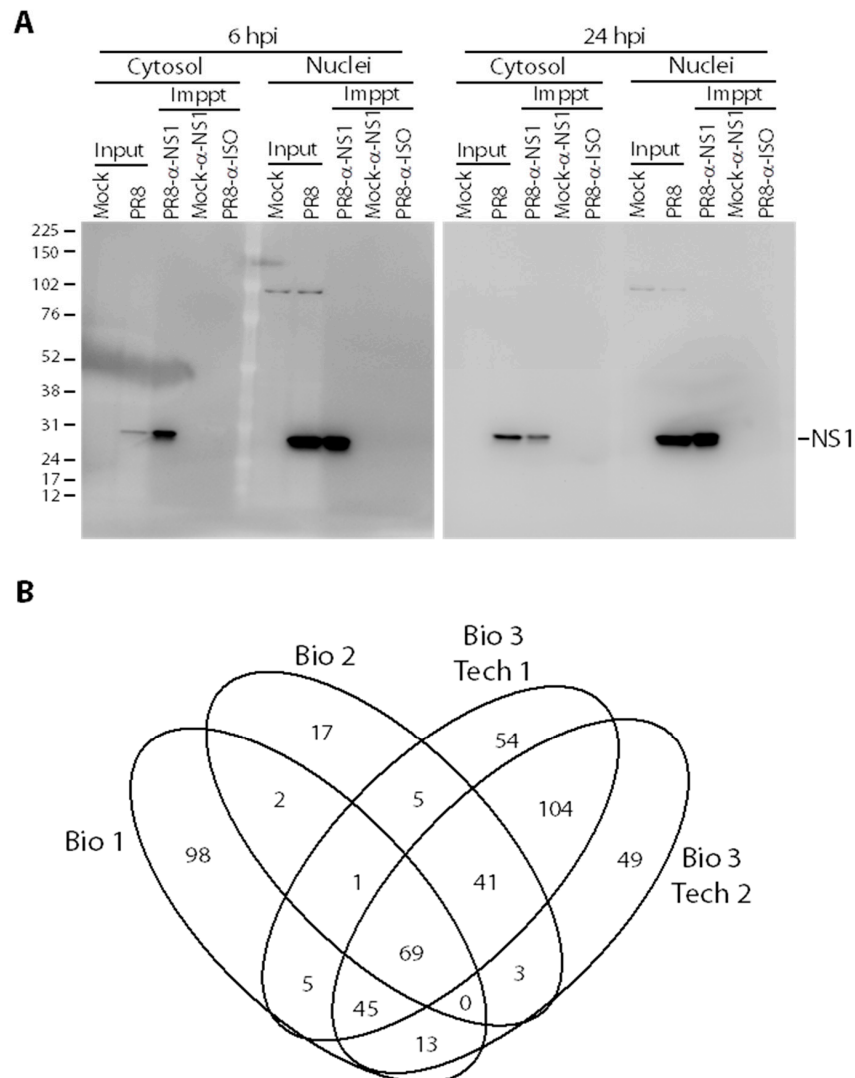 A
6 hpi
24 hpi
Cytosol
Nuclei
Cytosol
Nuclei
Imppt
Imppt
Imppt
Imppt
Input
Input
Input
Input
Mock
PR8
PR8-α-NS1
Mock-α-NS1
PR8-α-ISO
Mock
PR8
PR8-α-NS1
Mock-α-NS1
PR8-α-ISO
Mock
PR8
PR8-α-NS1
Mock-α-NS1
PR8-α-ISO
Mock
PR8
PR8-α-NS1
Mock-α-NS1
PR8-α-ISO
225
150
102
76
52
38
31
24
17
12
-NS1
B
Bio 1
Bio 2
Bio 3
Tech 1
Bio 3
Tech 2
17
54
2
5
104
98
49
1
41
69
5
3
45
0
13